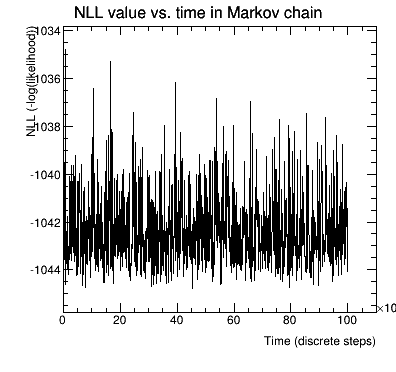 NLL value vs. time in Markov chain
NLL (-log(likelihood))
-1034
-1036
-1038
-1040
-1042
-1044
0 20 40 60 80 100
×10
Time (discrete steps)